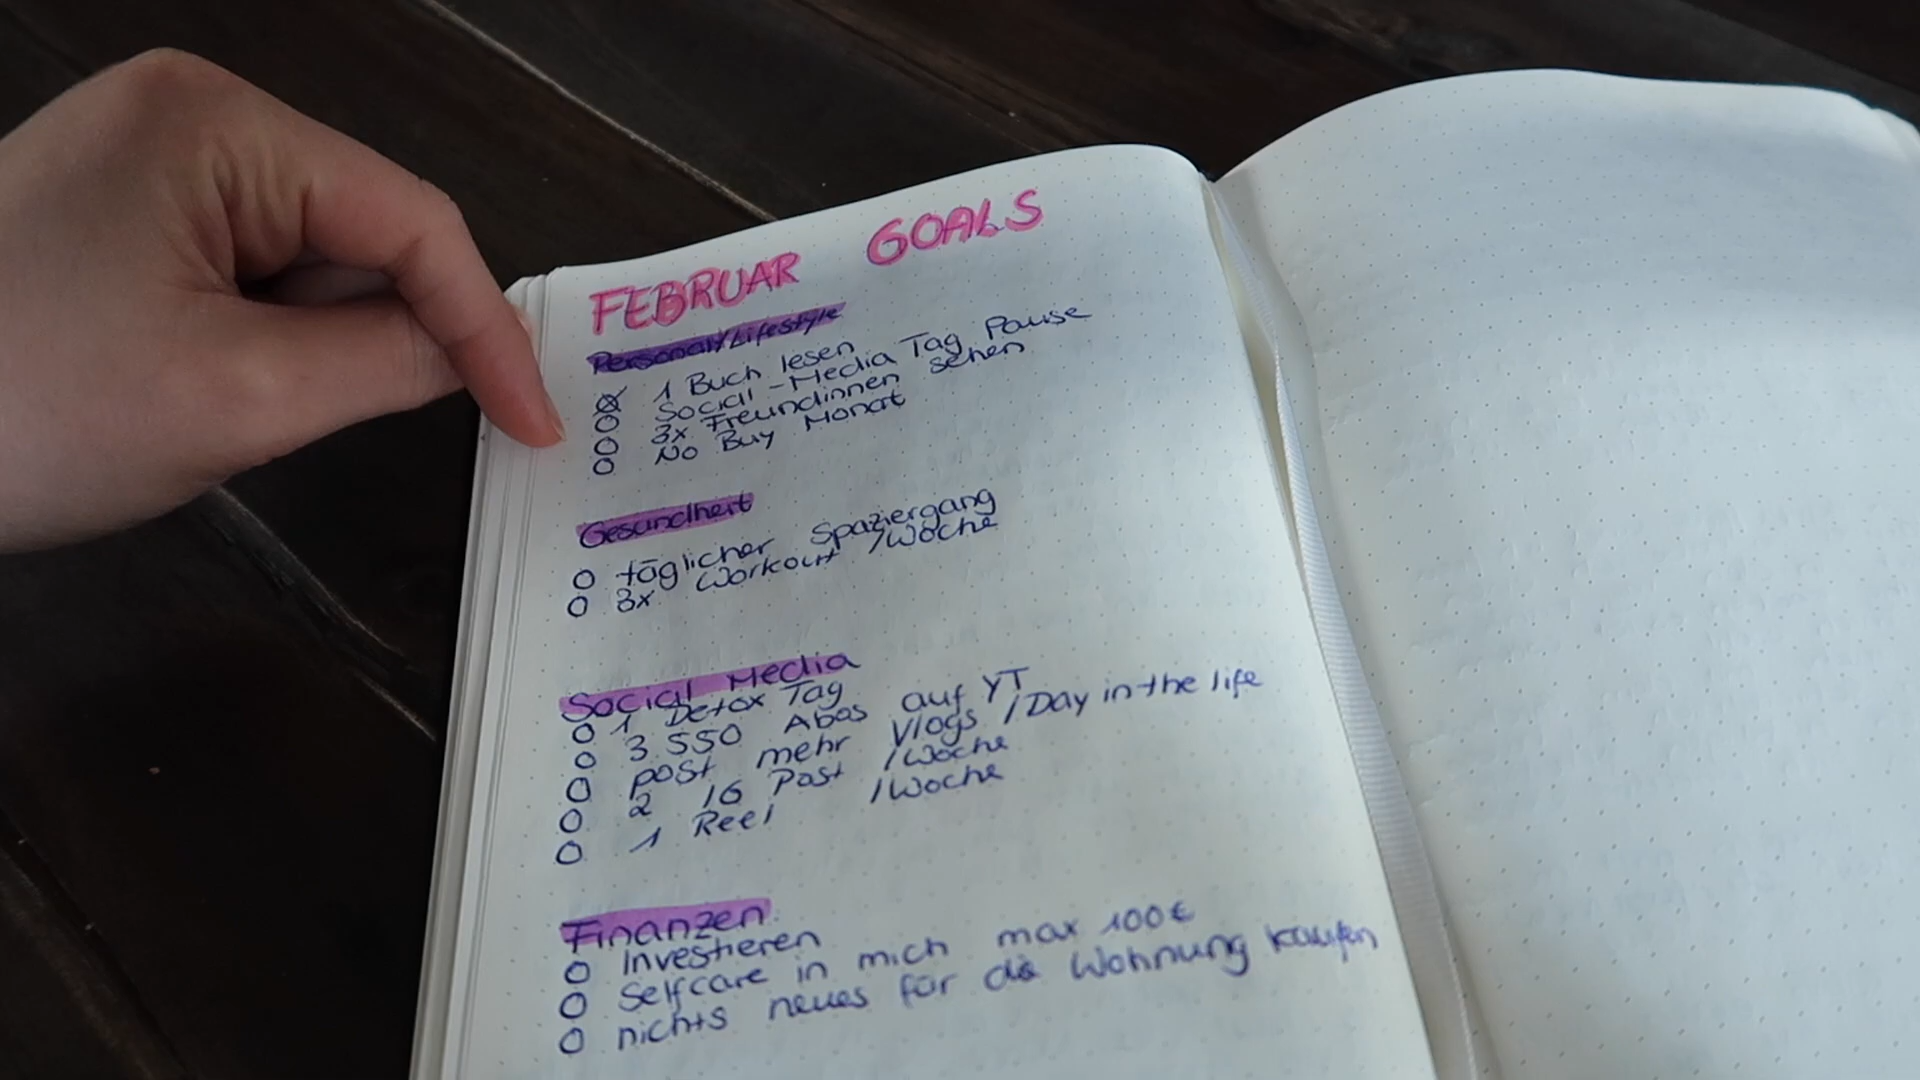 FEBRUAR GOALS
Personal/Lifestyle
1 Buch lesen
Social-Media Tag Pause
3x Freundinnen sehen
No Buy Monat
Gesundheit
täglicher Spaziergang
3x Workout /Woche
Social Media
1 Detox Tag
3 550 Abos auf YT
post mehr Vlogs /Day in the life
2 IG Post /Woche
1 Reel /Woche
Finanzen
Investieren
Selfcare in mich max 100€
nichts neues für die Wohnung kaufen